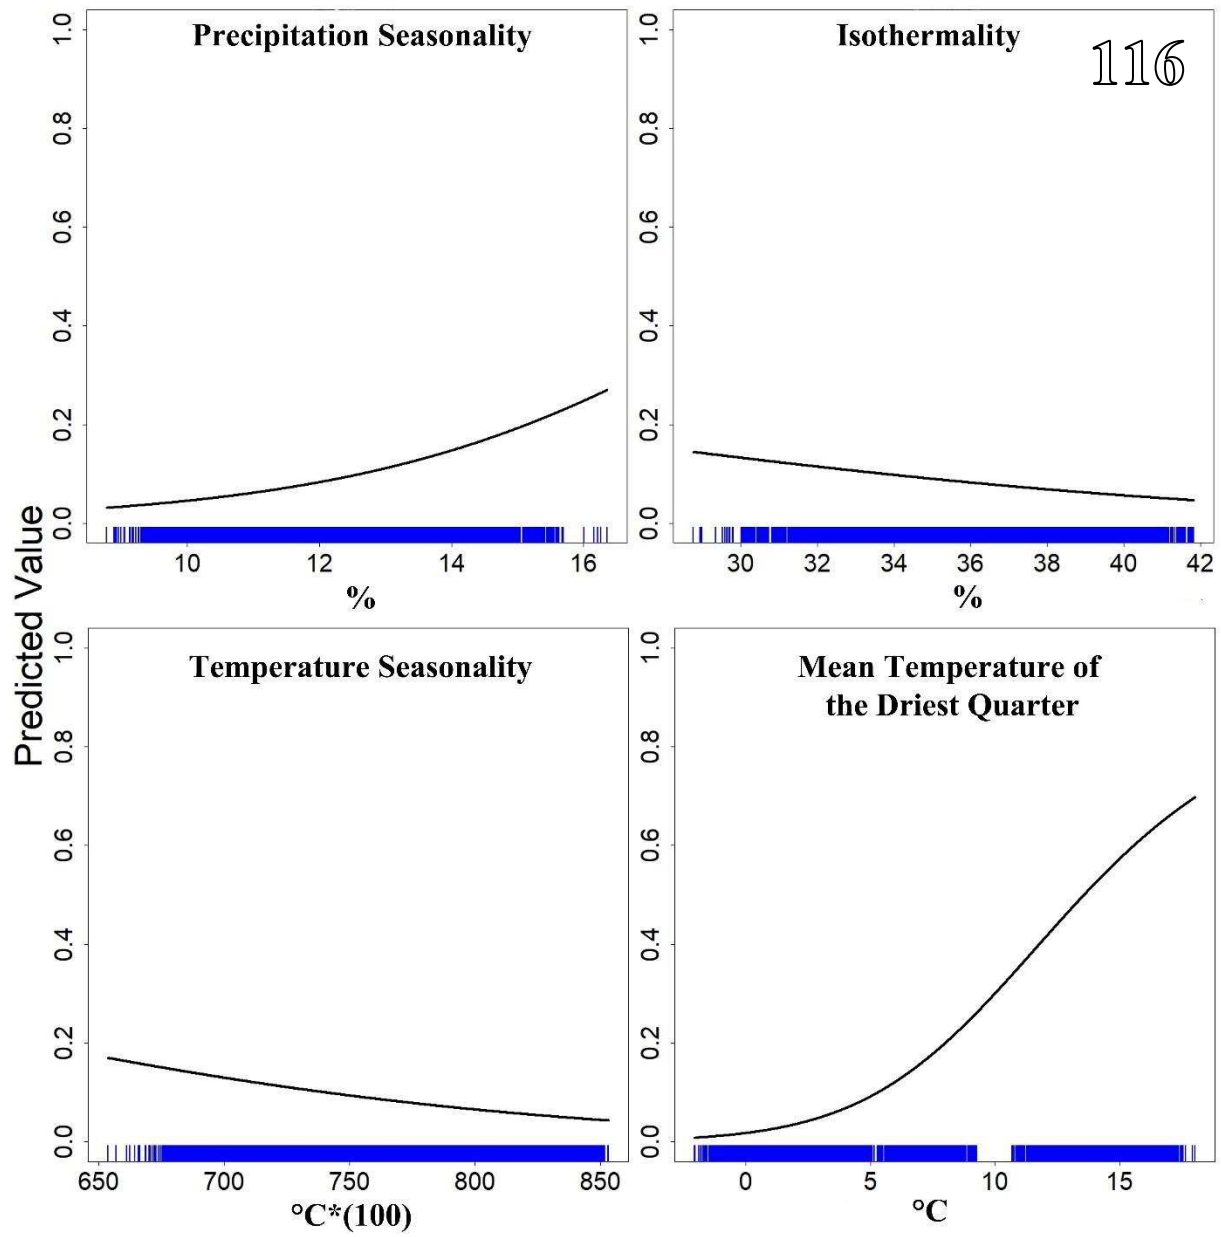 Precipitation Seasonality
1.0
0.8
0.6
0.4
0.2
0.0
10 12 14 16
%
Isothermality
116
1.0
0.8
0.6
0.4
0.2
0.0
30 32 34 36 38 40 42
%
Predicted Value
Temperature Seasonality
1.0
0.8
0.6
0.4
0.2
0.0
650 700 750 800 850
°C*(100)
Mean Temperature of
the Driest Quarter
1.0
0.8
0.6
0.4
0.2
0.0
0 5 10 15
°C